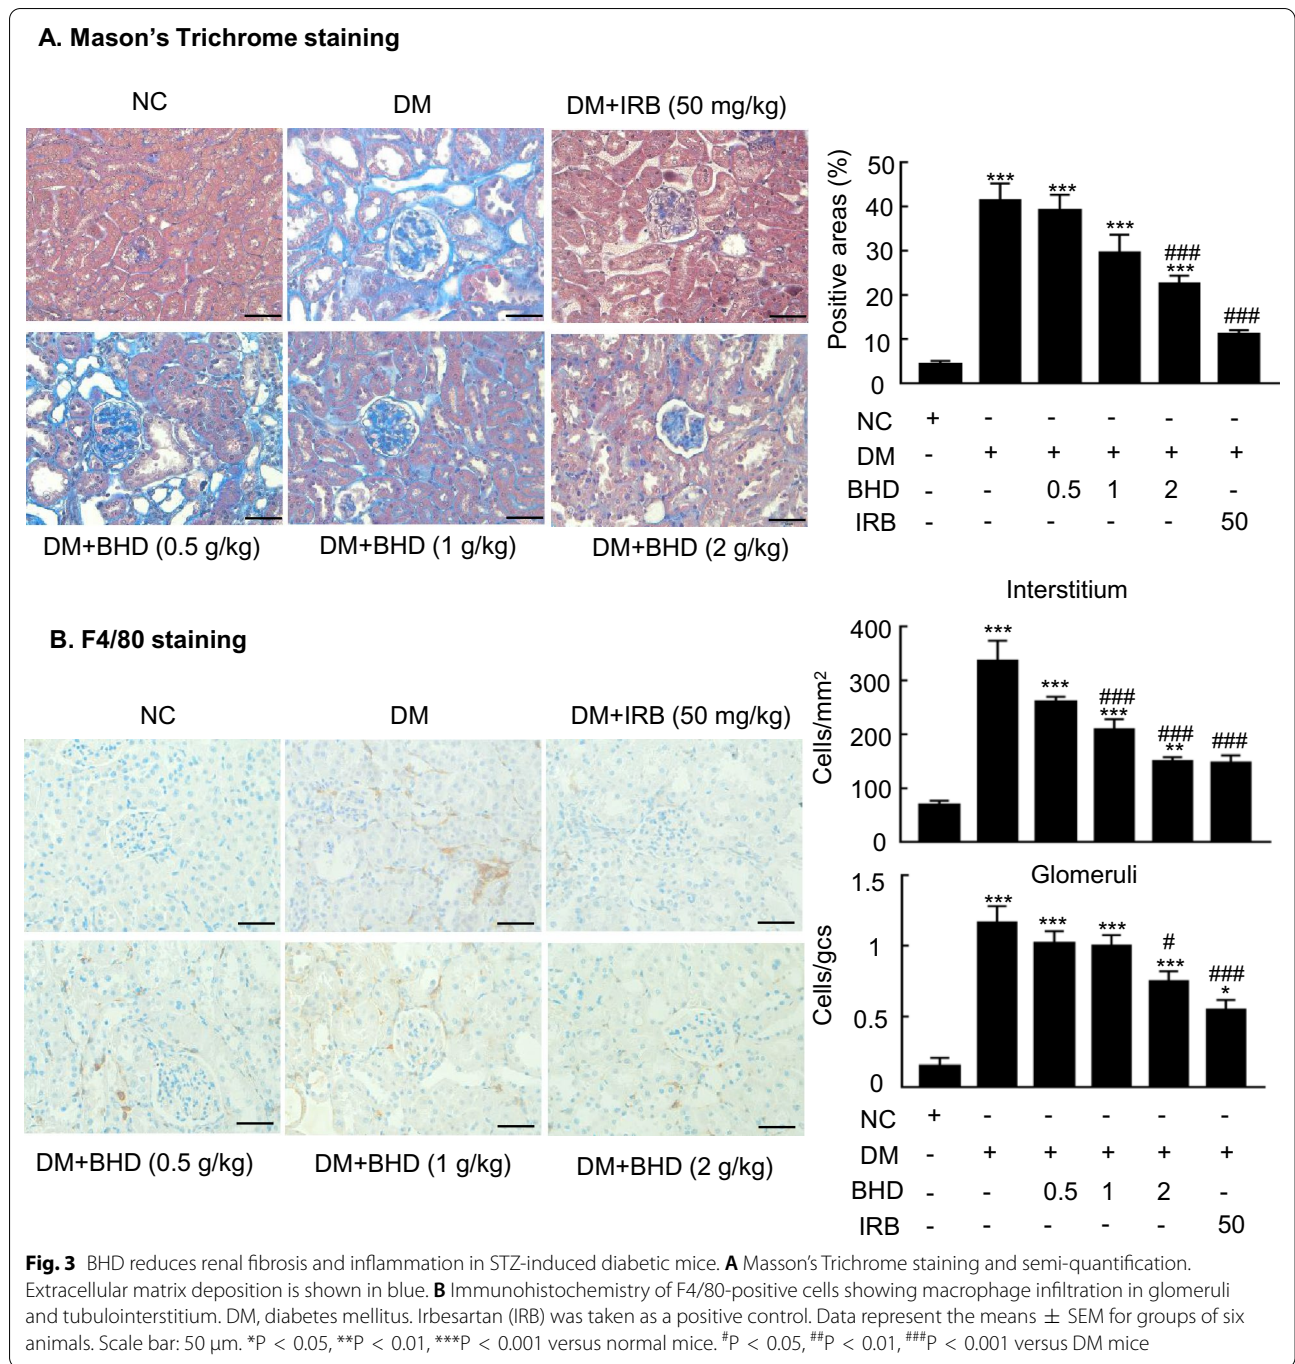 A. Mason's Trichrome staining
NC
DM
DM+IRB (50 mg/kg)
DM+BHD (0.5 g/kg)
DM+BHD (1 g/kg)
DM+BHD (2 g/kg)
Positive areas (%)
50
40
30
20
10
0
***
***
***
###
***
###
NC + - - - - -
DM - + + + + +
BHD - - 0.5 1 2 -
IRB - - - - - 50
B. F4/80 staining
NC
DM
DM+IRB (50 mg/kg)
DM+BHD (0.5 g/kg)
DM+BHD (1 g/kg)
DM+BHD (2 g/kg)
Interstitium
Cells/mm²
400
300
200
100
0
***
***
###
***
###
**
###
Glomeruli
Cells/gcs
1.5
1
0.5
0
***
***
***
#
***
###
*
NC + - - - - -
DM - + + + + +
BHD - - 0.5 1 2 -
IRB - - - - - 50
Fig. 3 BHD reduces renal fibrosis and inflammation in STZ-induced diabetic mice. A Masson's Trichrome staining and semi-quantification.
Extracellular matrix deposition is shown in blue. B Immunohistochemistry of F4/80-positive cells showing macrophage infiltration in glomeruli
and tubulointerstitium. DM, diabetes mellitus. Irbesartan (IRB) was taken as a positive control. Data represent the means ± SEM for groups of six
animals. Scale bar: 50 µm. *P < 0.05, **P < 0.01, ***P < 0.001 versus normal mice. #P < 0.05, ##P < 0.01, ###P < 0.001 versus DM mice